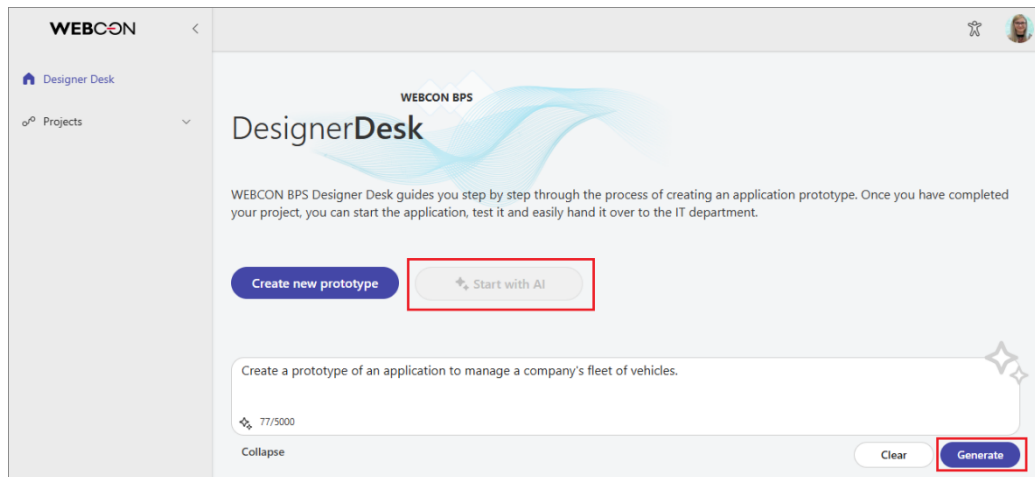 WEBCON
Designer Desk
Projects
WEBCON BPS
DesignerDesk
WEBCON BPS Designer Desk guides you step by step through the process of creating an application prototype. Once you have completed
your project, you can start the application, test it and easily hand it over to the IT department.
Create new prototype
Start with AI
Create a prototype of an application to manage a company's fleet of vehicles.
77/5000
Collapse
Clear
Generate